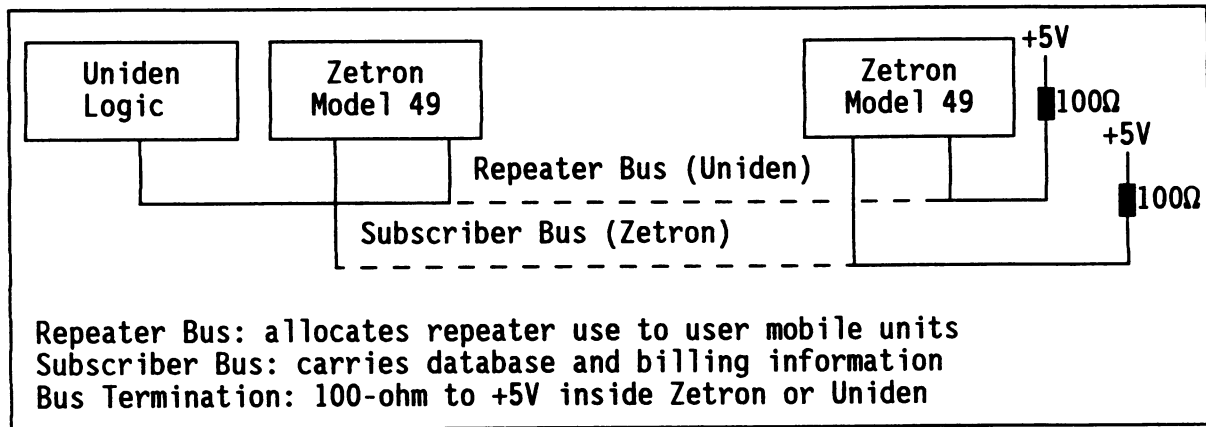 Uniden
Logic
Zetron
Model 49
Zetron
Model 49
+5V
100Ω
+5V
100Ω
Repeater Bus (Uniden)
Subscriber Bus (Zetron)
Repeater Bus: allocates repeater use to user mobile units
Subscriber Bus: carries database and billing information
Bus Termination: 100-ohm to +5V inside Zetron or Uniden